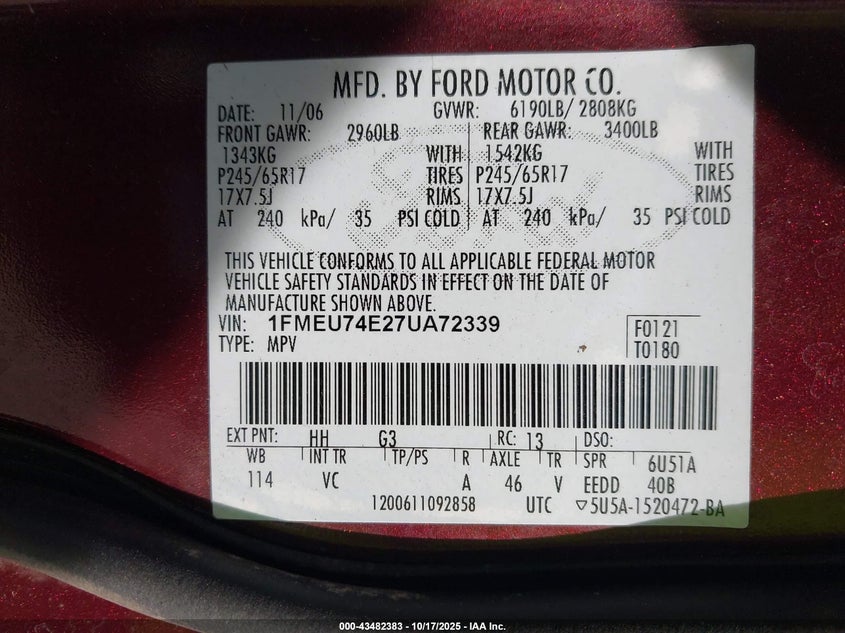 MFD. BY FORD MOTOR CO.
DATE: 11/06 GVWR: 6190LB/ 2808KG
FRONT GAWR: 2960LB REAR GAWR: 3400LB
1343KG WITH 1542KG WITH
P245/65R17 TIRES P245/65R17 TIRES
17X7.5J RIMS 17X7.5J RIMS
AT 240 kPa/ 35 PSI COLD AT 240 kPa/ 35 PSI COLD
THIS VEHICLE CONFORMS TO ALL APPLICABLE FEDERAL MOTOR
VEHICLE SAFETY STANDARDS IN EFFECT ON THE DATE OF
MANUFACTURE SHOWN ABOVE.
VIN: 1FMEU74E27UA72339 F0121
TYPE: MPV T0180
EXT PNT: HH G3 RC: 13 DSO:
WB INT TR TP/PS R AXLE TR SPR 6U51A
114 VC A 46 V EEDD 40B
1200611092858 UTC ▽5U5A-1520472-BA
000-43482383 - 10/17/2025 - IAA Inc.